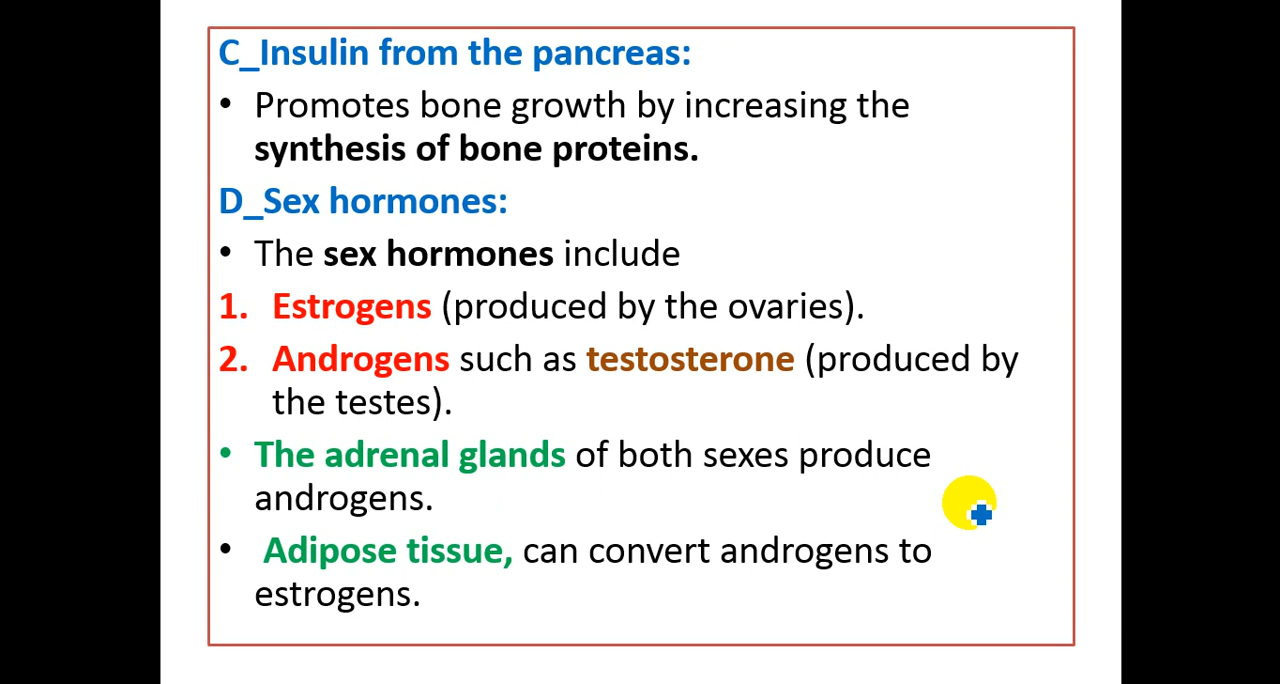 C_Insulin from the pancreas:
• Promotes bone growth by increasing the
synthesis of bone proteins.
D_Sex hormones:
• The sex hormones include
1. Estrogens (produced by the ovaries).
2. Androgens such as testosterone (produced by
the testes).
• The adrenal glands of both sexes produce
androgens.
• Adipose tissue, can convert androgens to
estrogens.